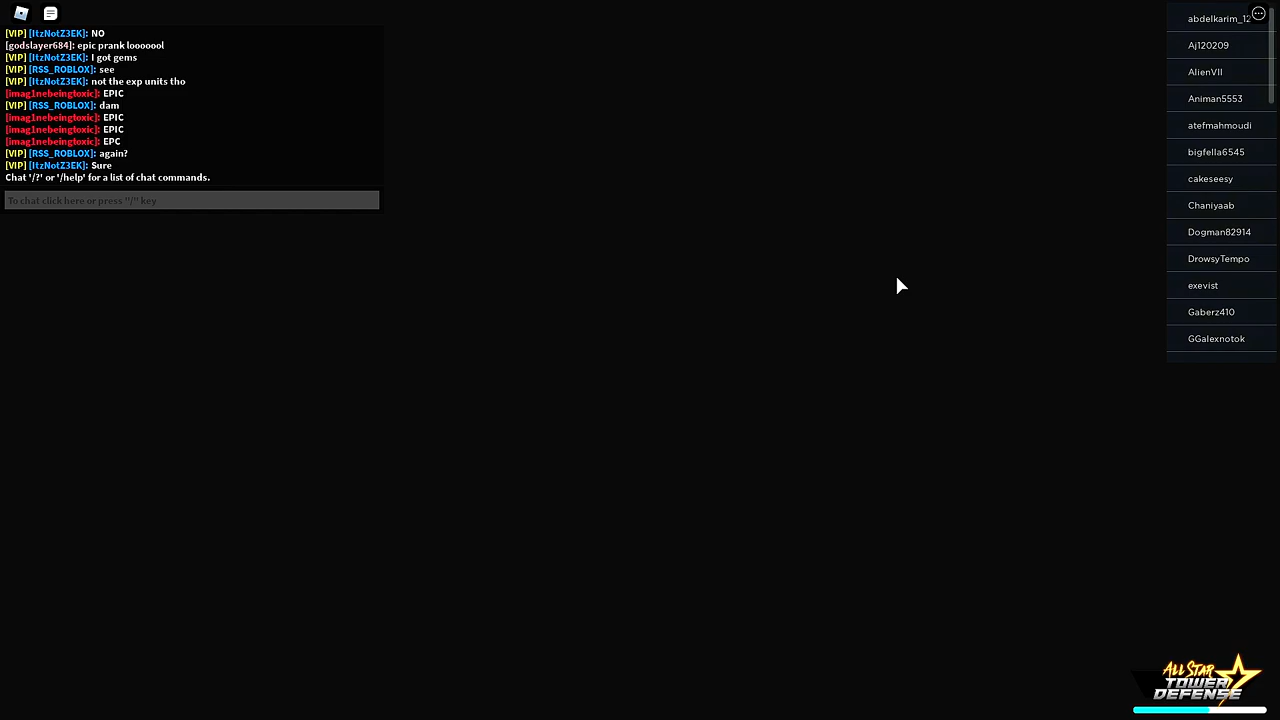 [VIP] [ItzNotZ3EK]: NO
[godslayer684]: epic prank looooool
[VIP] [ItzNotZ3EK]: I got gems
[VIP] [RSS_ROBLOX]: see
[VIP] [ItzNotZ3EK]: not the exp units tho
[imag1nebeingtoxic]: EPIC
[VIP] [RSS_ROBLOX]: dam
[imag1nebeingtoxic]: EPIC
[imag1nebeingtoxic]: EPIC
[imag1nebeingtoxic]: EPC
[VIP] [RSS_ROBLOX]: again?
[VIP] [ItzNotZ3EK]: Sure
Chat '/?' or '/help' for a list of chat commands.
To chat click here or press "/" key
abdelkarim_12
Aj120209
AlienVII
Animan5553
atefmahmoudi
bigfella6545
cakeseesy
Chaniyaab
Dogman82914
DrowsyTempo
exevist
Gaberz410
GGalexnotok
ALL STAR
TOWER
DEFENSE